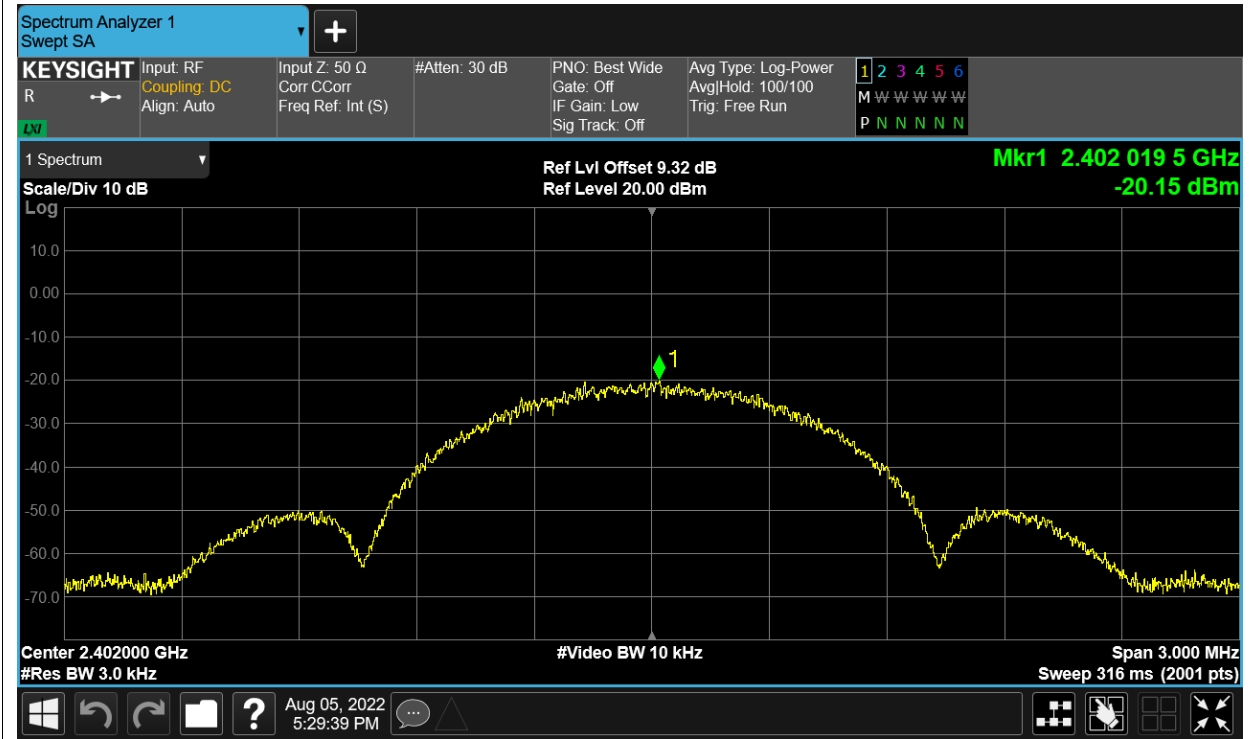 Spectrum Analyzer 1
Swept SA
KEYSIGHT
R
LXI
Input: RF
Coupling: DC
Align: Auto
Input Z: 50 Ω
Corr CCorr
Freq Ref: Int (S)
#Atten: 30 dB
PNO: Best Wide
Gate: Off
IF Gain: Low
Sig Track: Off
Avg Type: Log-Power
Avg|Hold: 100/100
Trig: Free Run
1 2 3 4 5 6
M W W W W W
P N N N N N
1 Spectrum
Scale/Div 10 dB
Log
Ref Lvl Offset 9.32 dB
Ref Level 20.00 dBm
Mkr1 2.402 019 5 GHz
-20.15 dBm
10.0
0.00
-10.0
1
-20.0
-30.0
-40.0
-50.0
-60.0
-70.0
Center 2.402000 GHz
#Res BW 3.0 kHz
#Video BW 10 kHz
Span 3.000 MHz
Sweep 316 ms (2001 pts)
?
Aug 05, 2022
5:29:39 PM